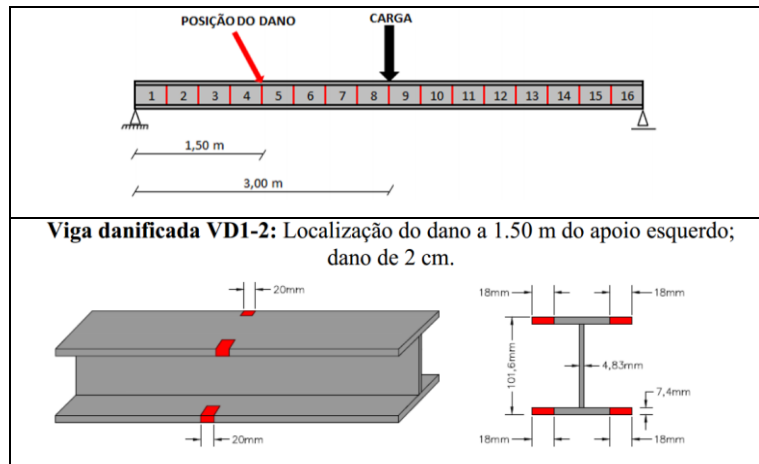 POSIÇÃO DO DANO
CARGA
1 2 3 4 5 6 7 8 9 10 11 12 13 14 15 16
1,50 m
3,00 m
Viga danificada VD1-2: Localização do dano a 1.50 m do apoio esquerdo;
dano de 2 cm.
20mm
18mm
18mm
101,6mm
4,83mm
7,4mm
18mm
18mm
20mm